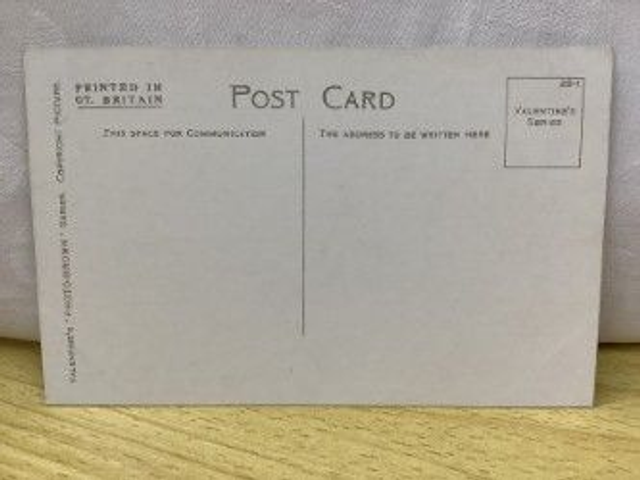 PRINTED IN
GT. BRITAIN
POST CARD
THIS SPACE FOR COMMUNICATION
THE ADDRESS TO BE WRITTEN HERE
VALENTINE'S
SERIES
VALENTINE'S "PHOTO-BROWN" SERIES. COPYRIGHT PICTURE.